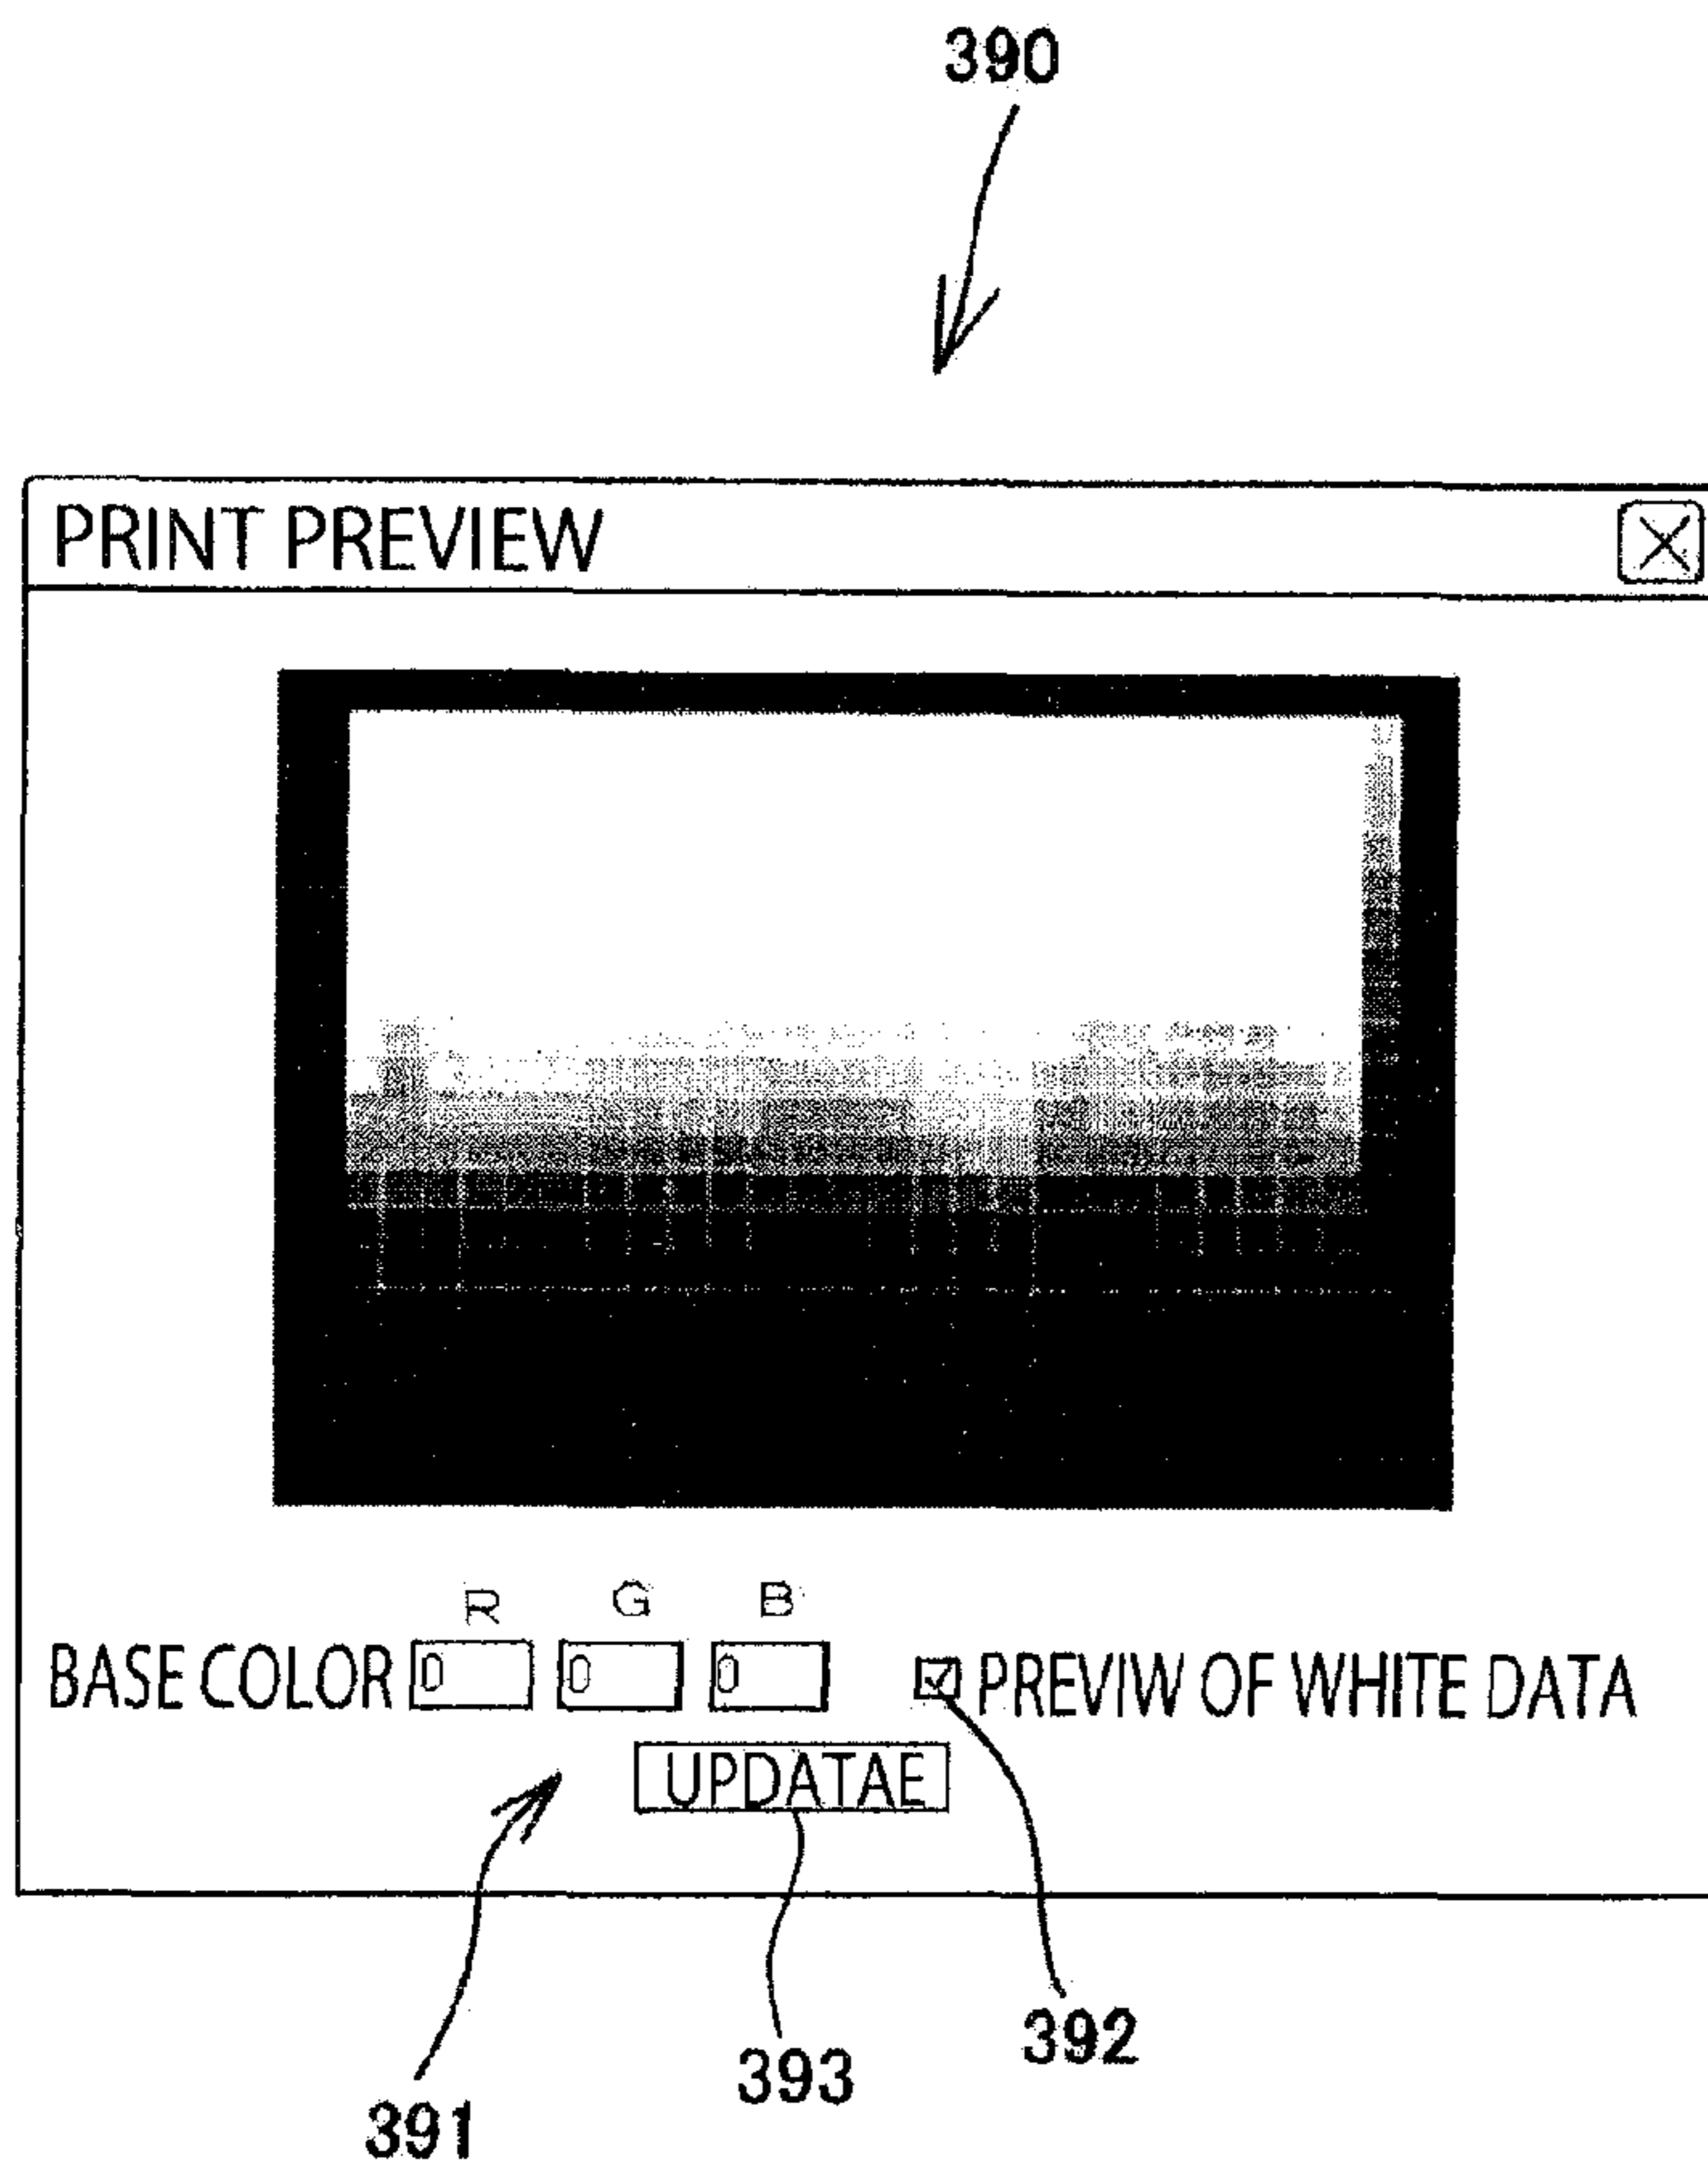 390
PRINT PREVIEW
R G B
BASE COLOR 0 0 0 PREVIW OF WHITE DATA
UPDATAE
392
393
391